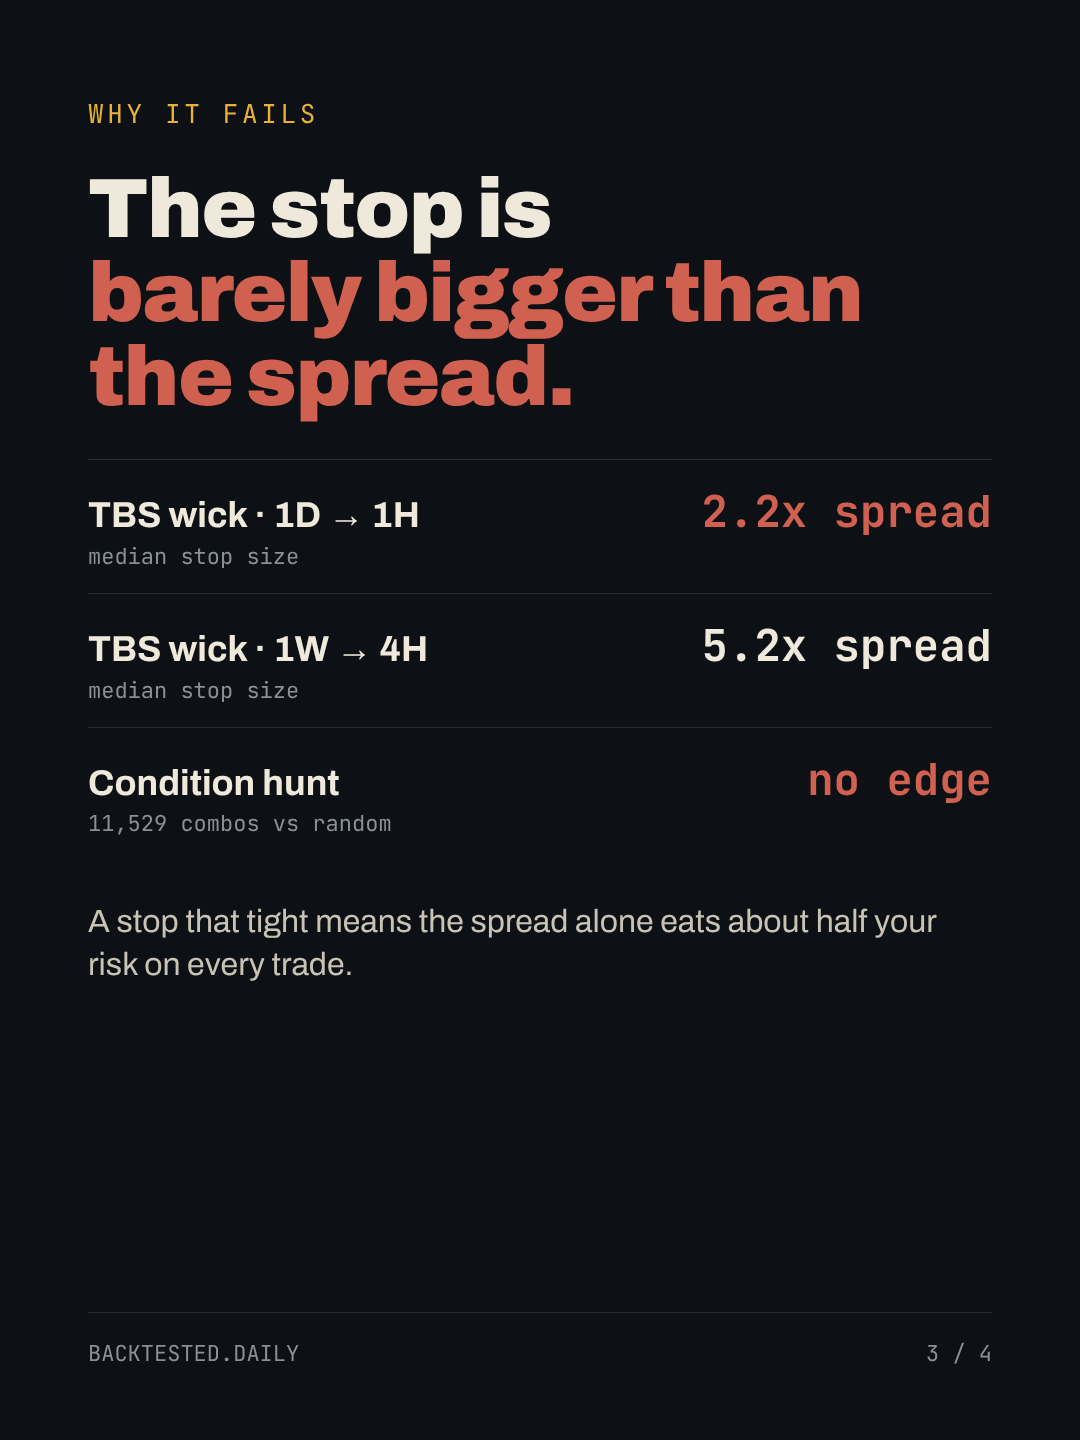 WHY IT FAILS
The stop is
barely bigger than
the spread.
TBS wick · 1D → 1H
2.2x spread
median stop size
TBS wick · 1W → 4H
5.2x spread
median stop size
Condition hunt
no edge
11,529 combos vs random
A stop that tight means the spread alone eats about half your
risk on every trade.
BACKTESTED.DAILY
3 / 4